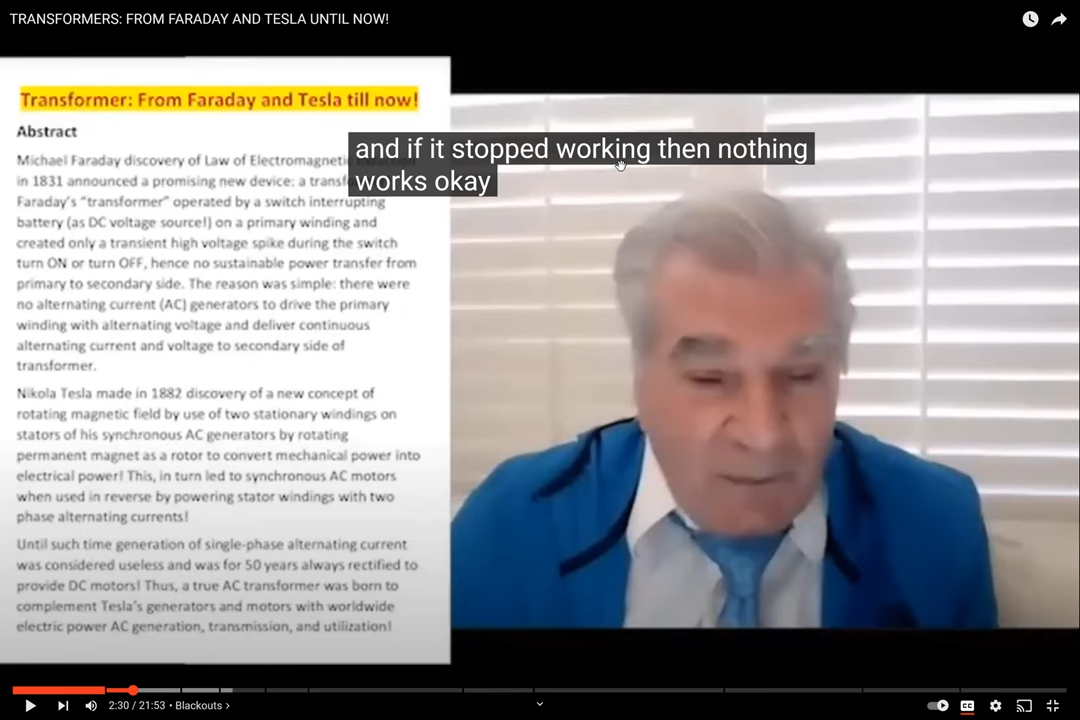 TRANSFORMERS: FROM FARADAY AND TESLA UNTIL NOW!
Transformer: From Faraday and Tesla till now!
Abstract
Michael Faraday discovery of Law of Electromagnetic
in 1831 announced a promising new device: a
Faraday's "transformer" operated by a switch interrupting
battery (as DC voltage source!) on a primary winding and
created only a transient high voltage spike during the switch
turn ON or turn OFF, hence no sustainable power transfer from
primary to secondary side. The reason was simple: there were
no alternating current (AC) generators to drive the primary
winding with alternating voltage and deliver continuous
alternating current and voltage to secondary side of
transformer.
Nikola Tesla made in 1882 discovery of a new concept of
rotating magnetic field by use of two stationary windings on
stators of his synchronous AC generators by rotating
permanent magnet as a rotor to convert mechanical power into
electrical power! This, in turn led to synchronous AC motors
when used in reverse by powering stator windings with two
phase alternating currents!
Until such time generation of single-phase alternating current
was considered useless and was for 50 years always rectified to
provide DC motors! Thus, a true AC transformer was born to
complement Tesla's generators and motors with worldwide
electric power AC generation, transmission, and utilization!
and if it stopped working then nothing
works okay
2:30 / 21:53 • Blackouts ›
CC